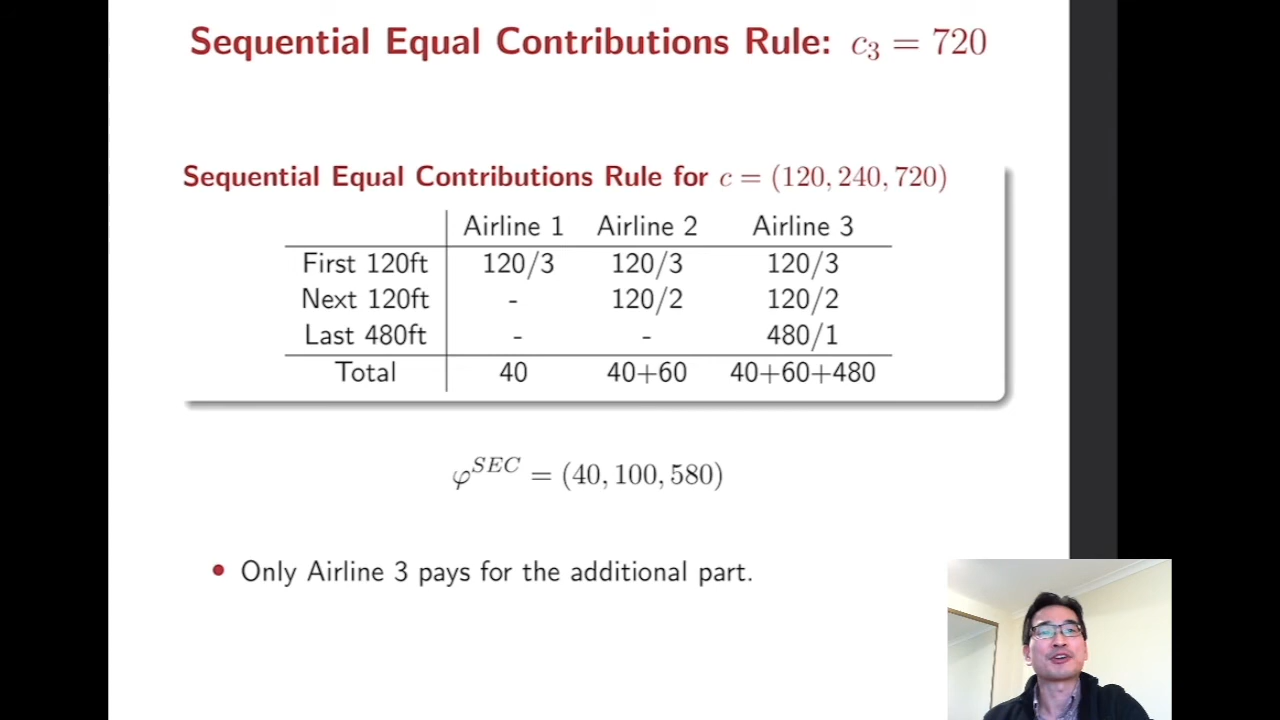 Sequential Equal Contributions Rule: c₃ = 720
Sequential Equal Contributions Rule for c = (120, 240, 720)
Airline 1 Airline 2 Airline 3
First 120ft 120/3 120/3 120/3
Next 120ft - 120/2 120/2
Last 480ft - - 480/1
Total 40 40+60 40+60+480
φ^SEC = (40, 100, 580)
• Only Airline 3 pays for the additional part.